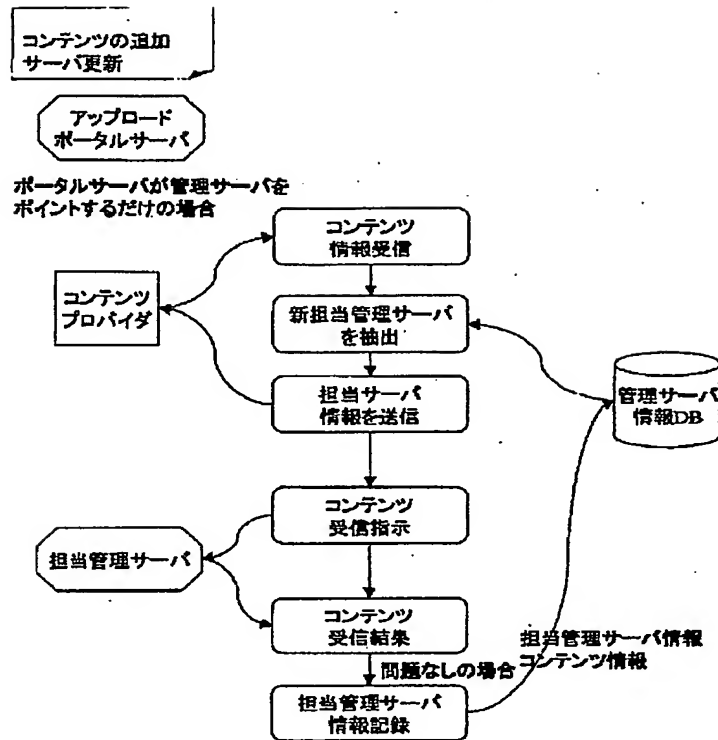 コンテンツの追加
サーバ更新
アップロード
ポータルサーバ
ポータルサーバが管理サーバを
ポイントするだけの場合
コンテンツ
情報受信
コンテンツ
プロバイダ
新担当管理サーバ
を抽出
担当サーバ
情報を送信
管理サーバ
情報DB
コンテンツ
受信指示
担当管理サーバ
コンテンツ
受信結果
問題なしの場合
担当管理サーバ情報
コンテンツ情報
担当管理サーバ
情報記録